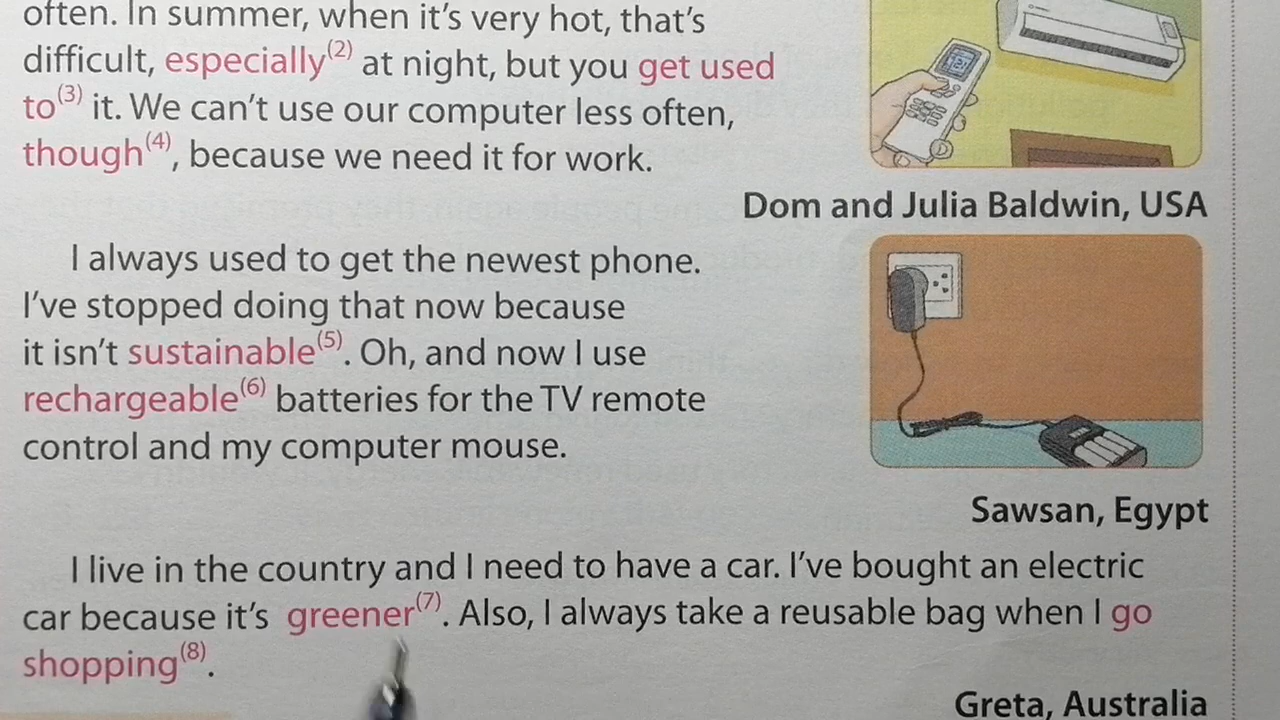 often. In summer, when it's very hot, that's
difficult, especially(2) at night, but you get used
to(3) it. We can't use our computer less often,
though(4), because we need it for work.
Dom and Julia Baldwin, USA
I always used to get the newest phone.
I've stopped doing that now because
it isn't sustainable(5). Oh, and now I use
rechargeable(6) batteries for the TV remote
control and my computer mouse.
Sawsan, Egypt
I live in the country and I need to have a car. I've bought an electric
car because it's greener(7). Also, I always take a reusable bag when I go
shopping(8).
Greta, Australia